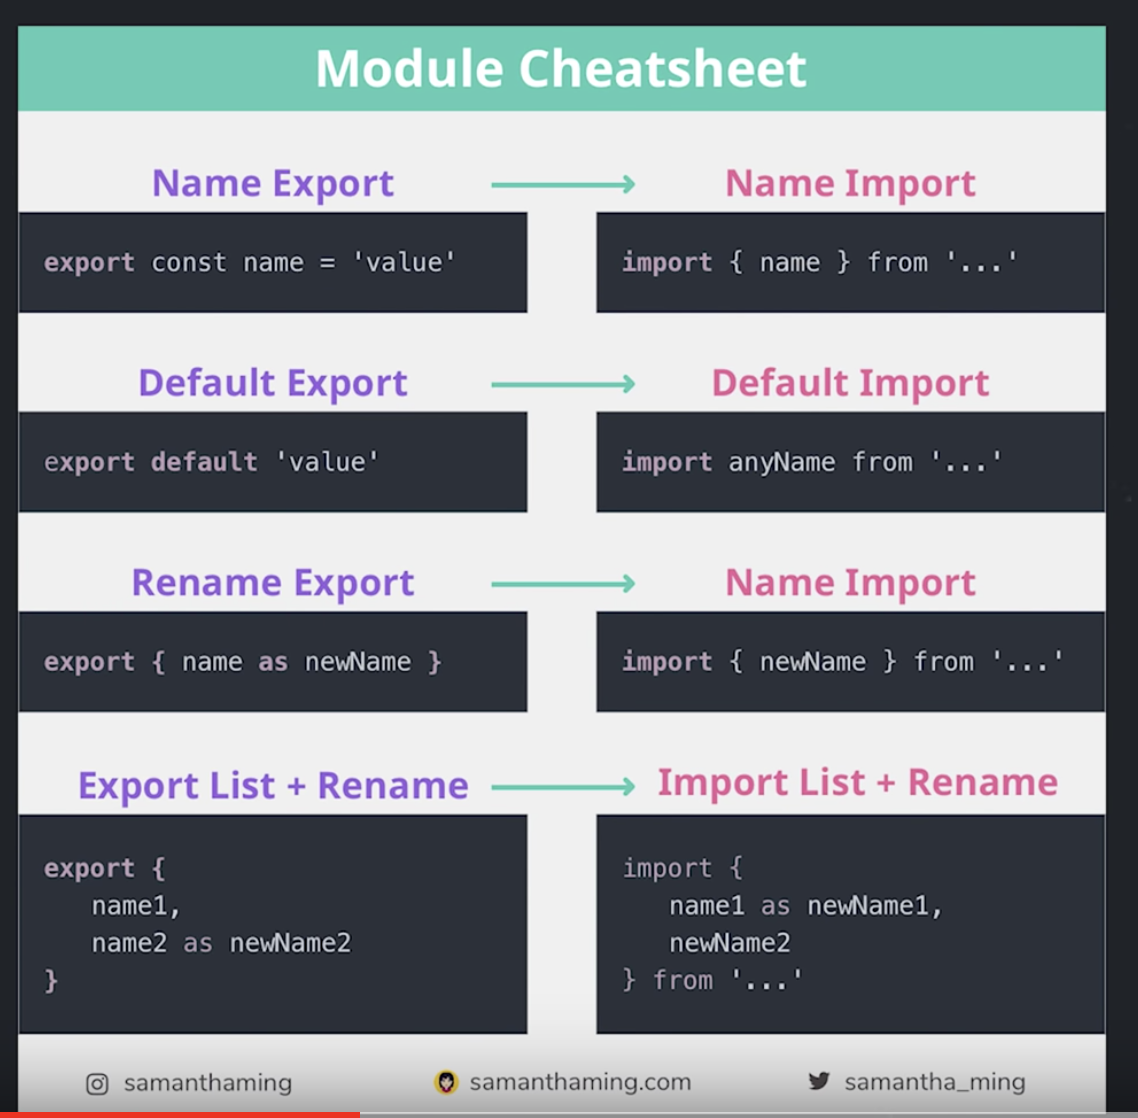 Module Cheatsheet
Name Export
Name Import
export const name = 'value'
import { name } from '...'
Default Export
Default Import
export default 'value'
import anyName from '...'
Rename Export
Name Import
export { name as newName }
import { newName } from '...'
Export List + Rename
Import List + Rename
export {
name1,
name2 as newName2
}
import {
name1 as newName1,
newName2
} from '...'
samanthaming
samanthaming.com
samantha_ming